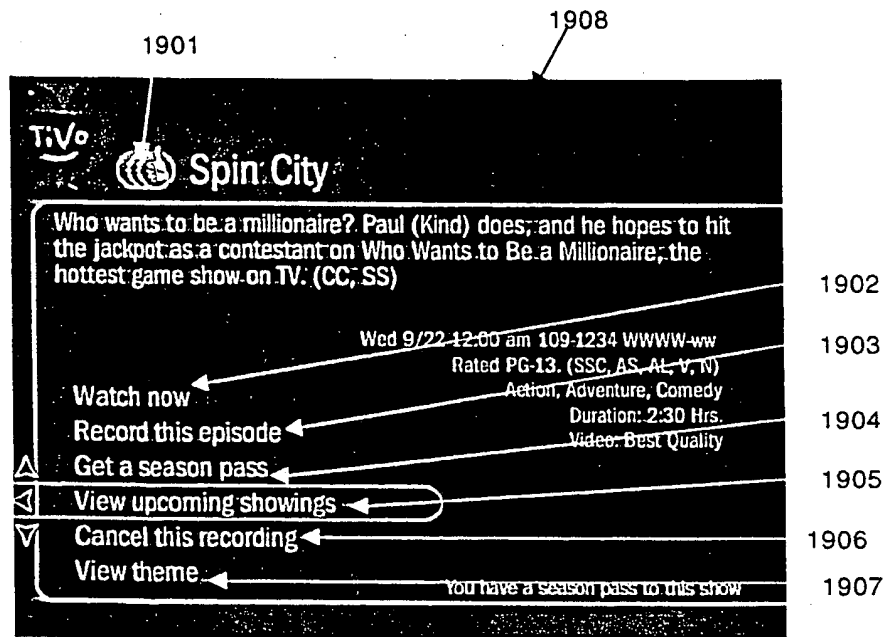 1901
1908
TiVo
Spin City
Who wants to be a millionaire? Paul (Kind) does, and he hopes to hit
the jackpot as a contestant on Who Wants to Be a Millionaire, the
hottest game show on TV. (CC, SS)
1902
Wed 9/22 12:00 am 109-1234 WWWW-ww
1903
Rated PG-13. (SSC, AS, AL, V, N)
Watch now
Action, Adventure, Comedy
Duration: 2:30 Hrs.
1904
Record this episode
Video: Best Quality
Get a season pass
1905
View upcoming showings
Cancel this recording
1906
View theme
You have a season pass to this show
1907